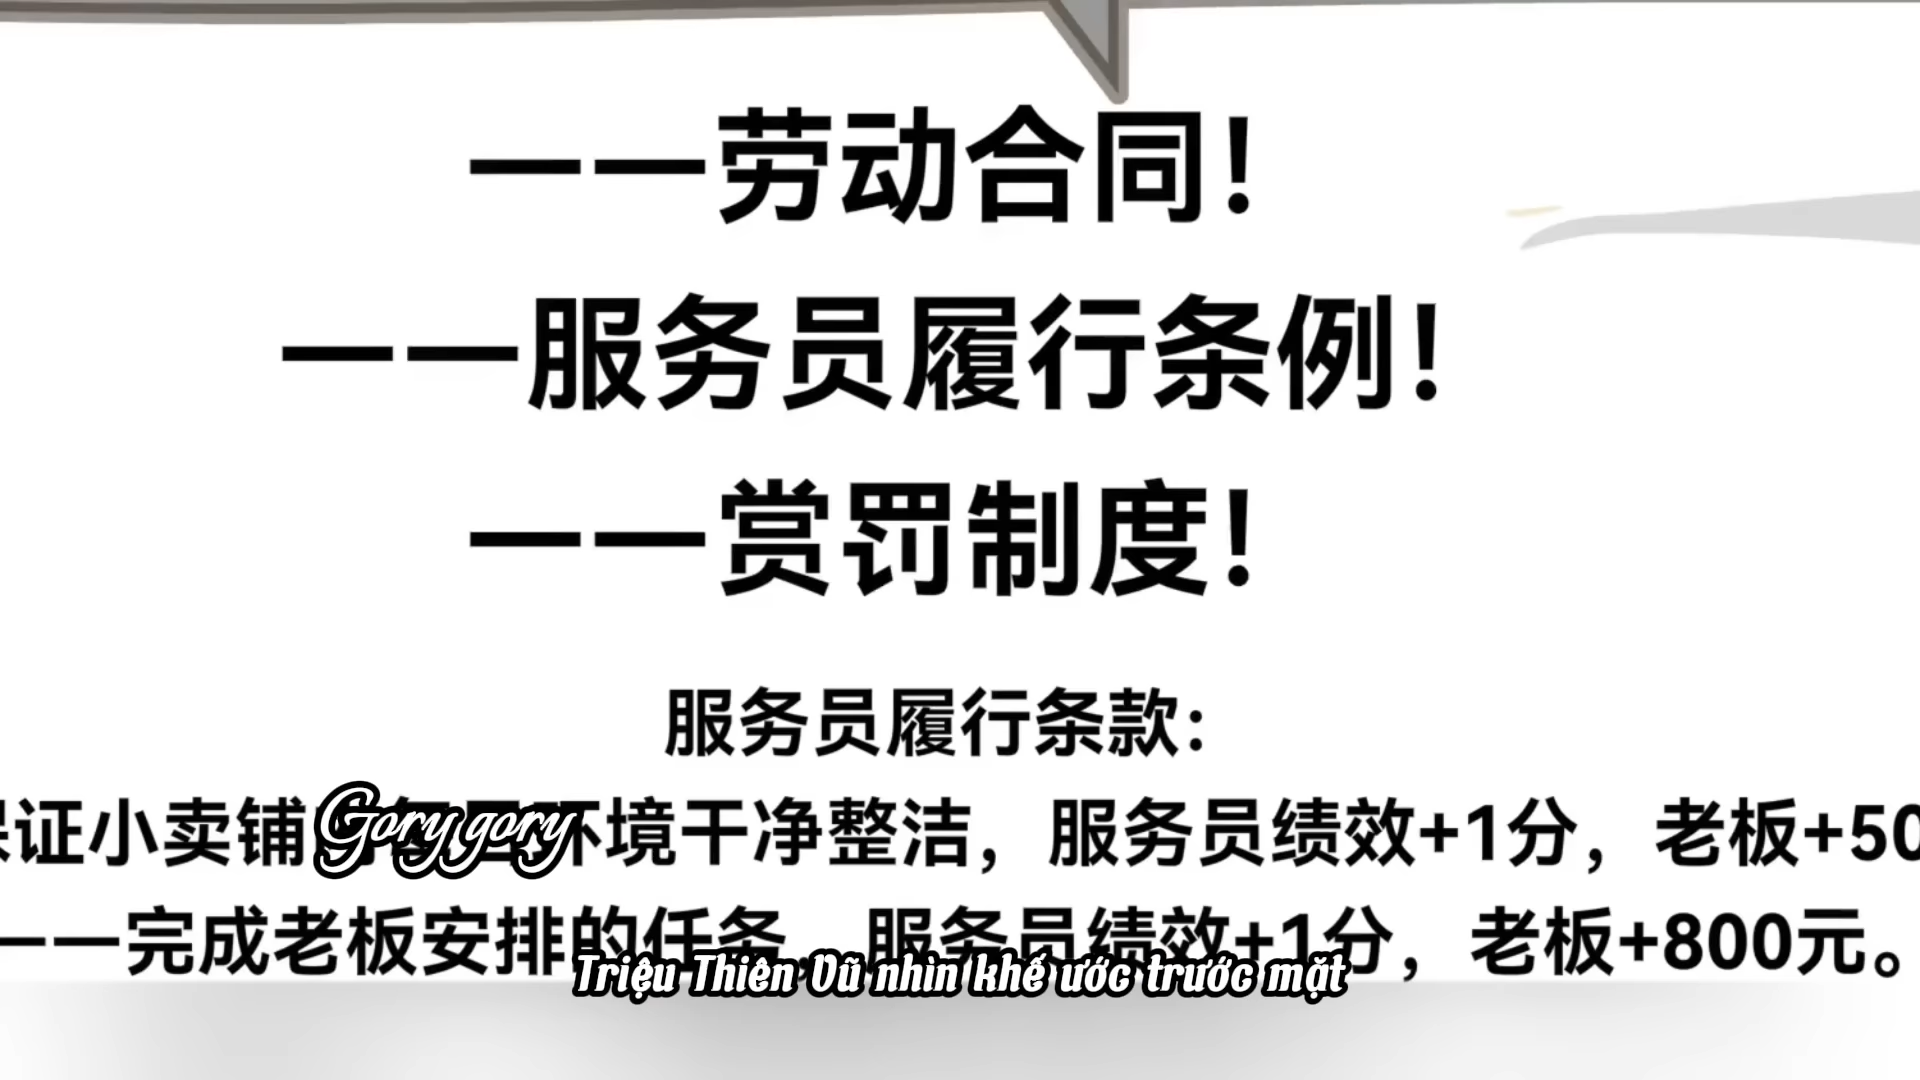 ——劳动合同！
——服务员履行条例！
——赏罚制度！
服务员履行条款：
证小卖铺 环境干净整洁，服务员绩效+1分，老板+50
Gory gory
——完成老板安排的任务，服务员绩效+1分，老板+800元。
Triệu Thiên Vũ nhìn khế ước trước mặt